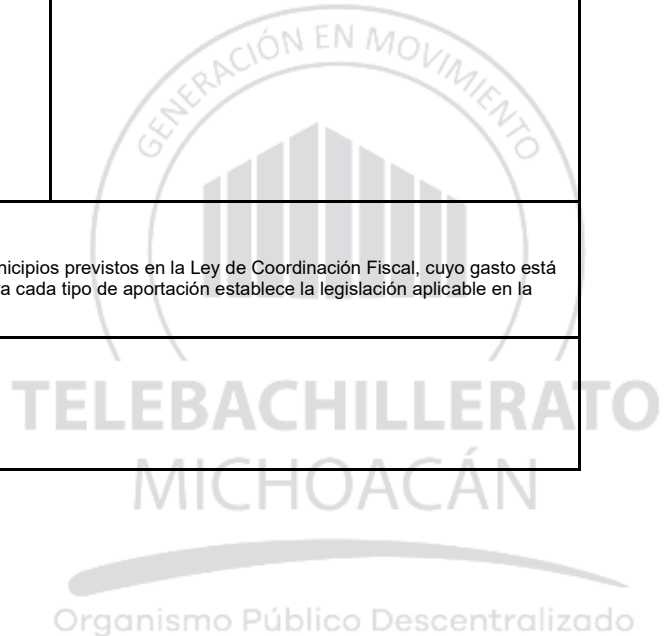 GENERACIÓN EN MOVIMIENTO
nicipios previstos en la Ley de Coordinación Fiscal, cuyo gasto está
a cada tipo de aportación establece la legislación aplicable en la
TELEBACHILLERATO
MICHOACÁN
Organismo Público Descentralizado